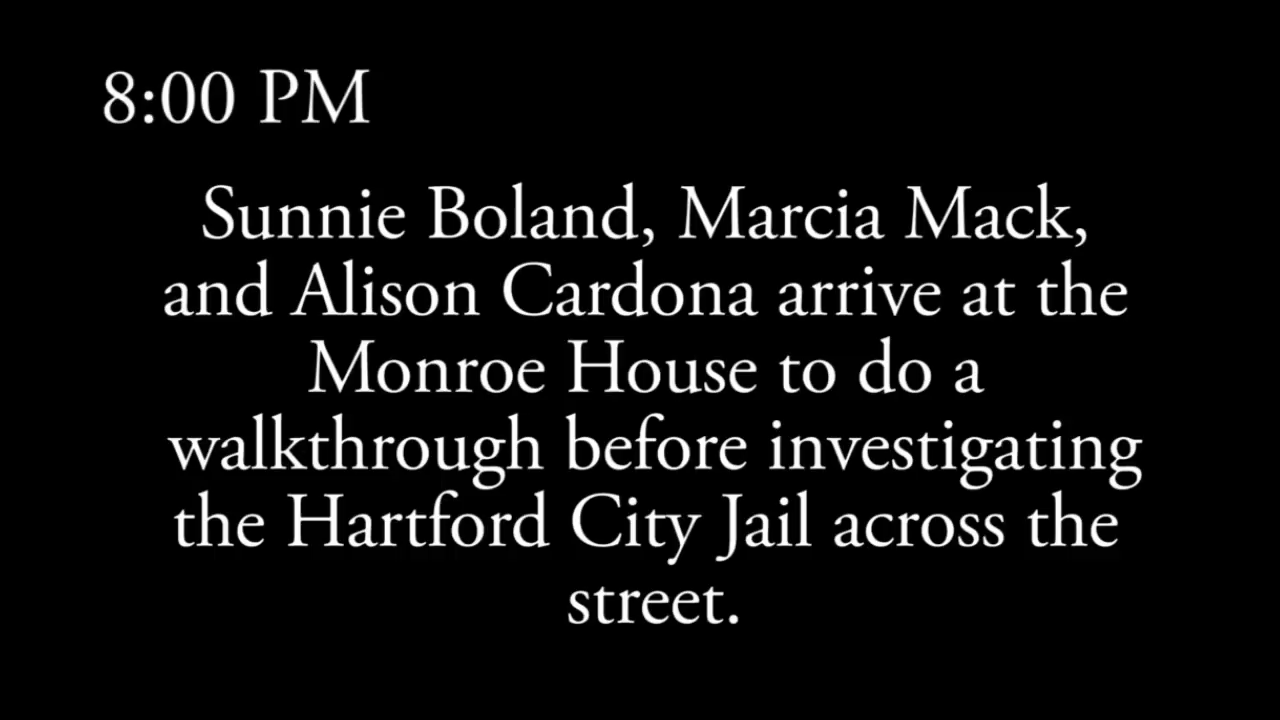 8:00 PM
Sunnie Boland, Marcia Mack,
and Alison Cardona arrive at the
Monroe House to do a
walkthrough before investigating
the Hartford City Jail across the
street.